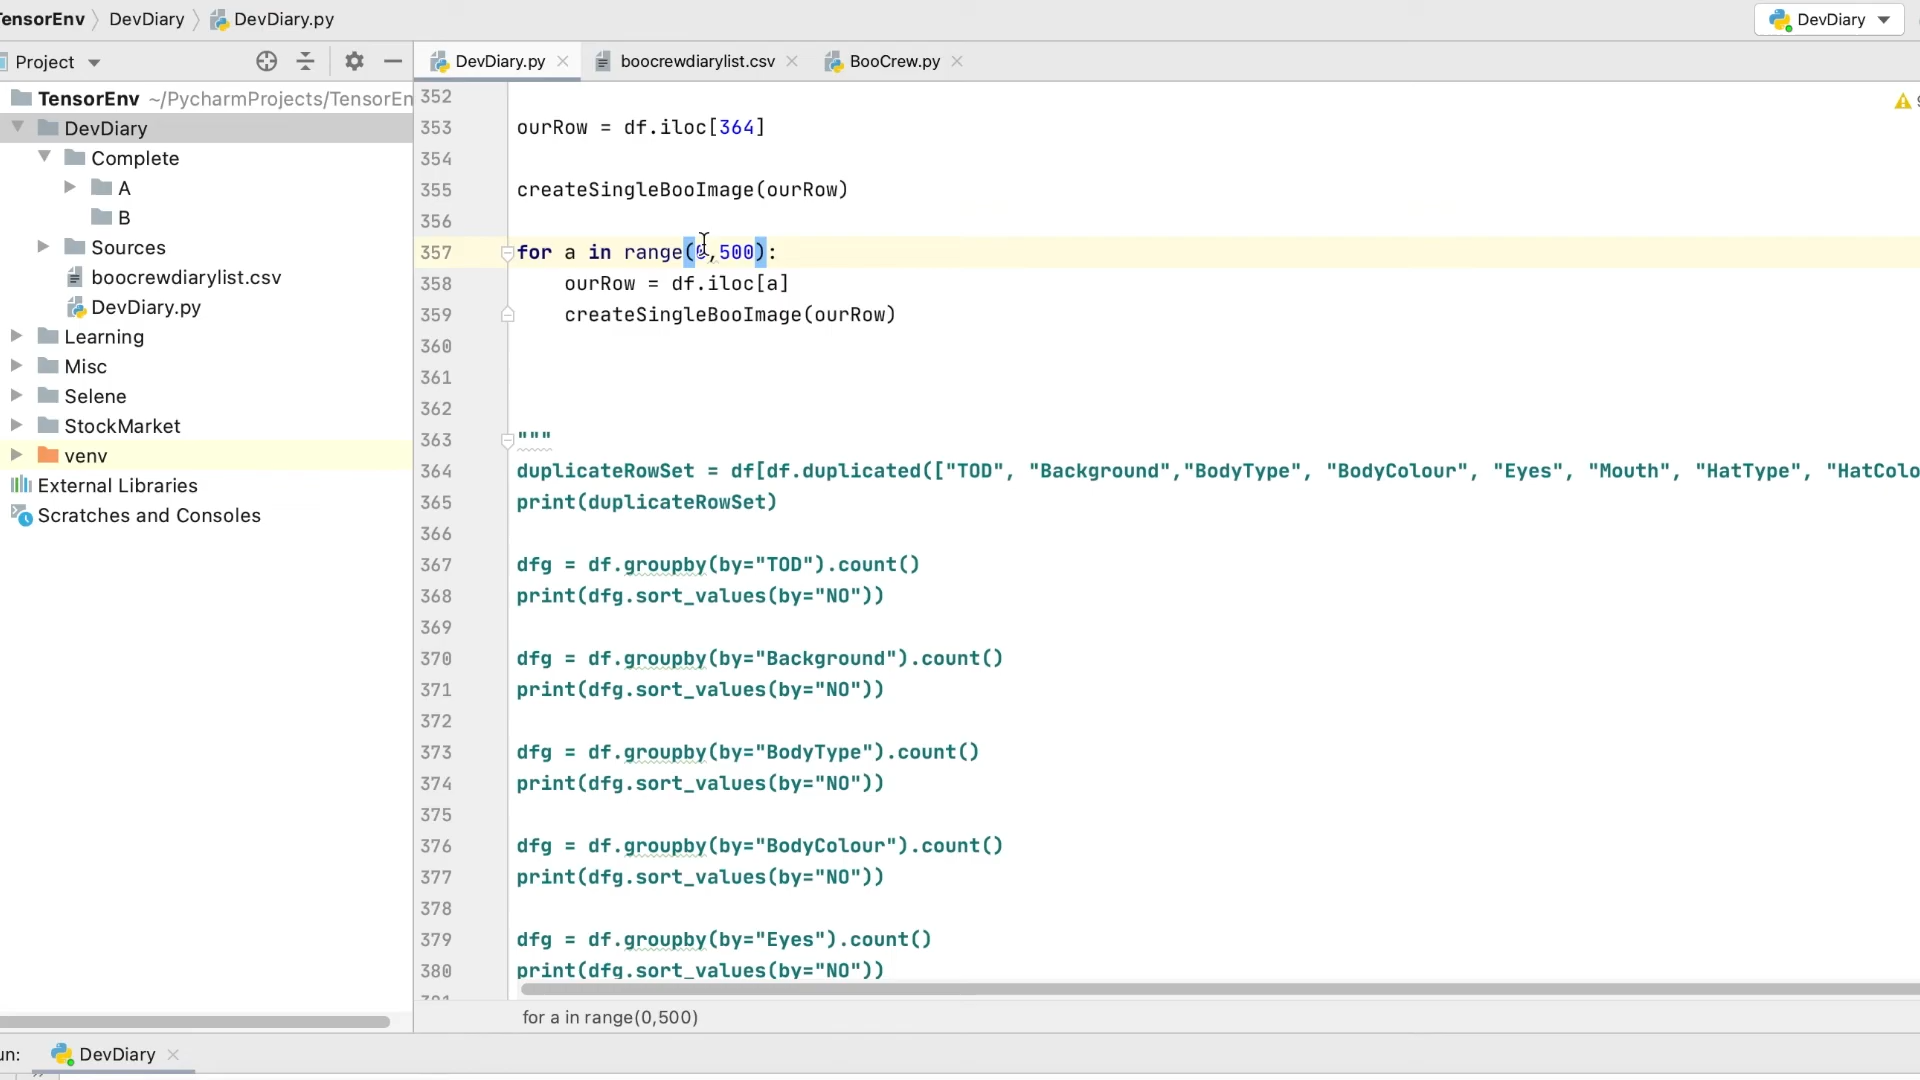 TensorEnv DevDiary DevDiary.py DevDiary
Project DevDiary.py boocrewdiarylist.csv BooCrew.py
TensorEnv ~/PycharmProjects/TensorEn
DevDiary
Complete
A
B
Sources
boocrewdiarylist.csv
DevDiary.py
Learning
Misc
Selene
StockMarket
venv
External Libraries
Scratches and Consoles
352
353 ourRow = df.iloc[364]
354
355 createSingleBooImage(ourRow)
356
357 for a in range(0,500):
358 ourRow = df.iloc[a]
359 createSingleBooImage(ourRow)
360
361
362
363 """
364 duplicateRowSet = df[df.duplicated(["TOD", "Background","BodyType", "BodyColour", "Eyes", "Mouth", "HatType", "HatColo
365 print(duplicateRowSet)
366
367 dfg = df.groupby(by="TOD").count()
368 print(dfg.sort_values(by="NO"))
369
370 dfg = df.groupby(by="Background").count()
371 print(dfg.sort_values(by="NO"))
372
373 dfg = df.groupby(by="BodyType").count()
374 print(dfg.sort_values(by="NO"))
375
376 dfg = df.groupby(by="BodyColour").count()
377 print(dfg.sort_values(by="NO"))
378
379 dfg = df.groupby(by="Eyes").count()
380 print(dfg.sort_values(by="NO"))
for a in range(0,500)
un: DevDiary